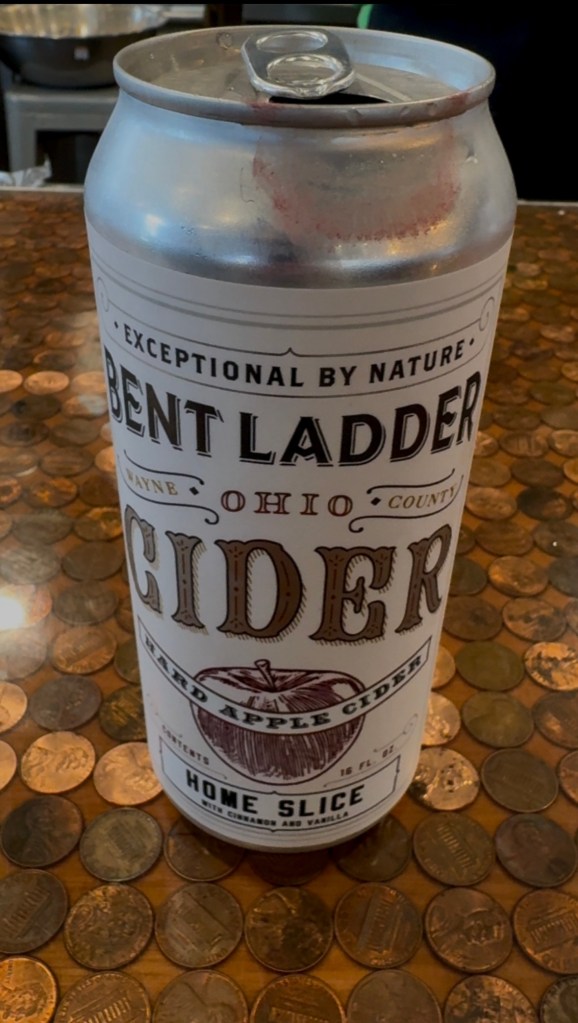 • EXCEPTIONAL BY NATURE •
BENT LADDER
WAYNE • OHIO • COUNTY
CIDER
HARD APPLE CIDER
CONTENTS 16 FL. OZ.
HOME SLICE
WITH CINNAMON AND VANILLA